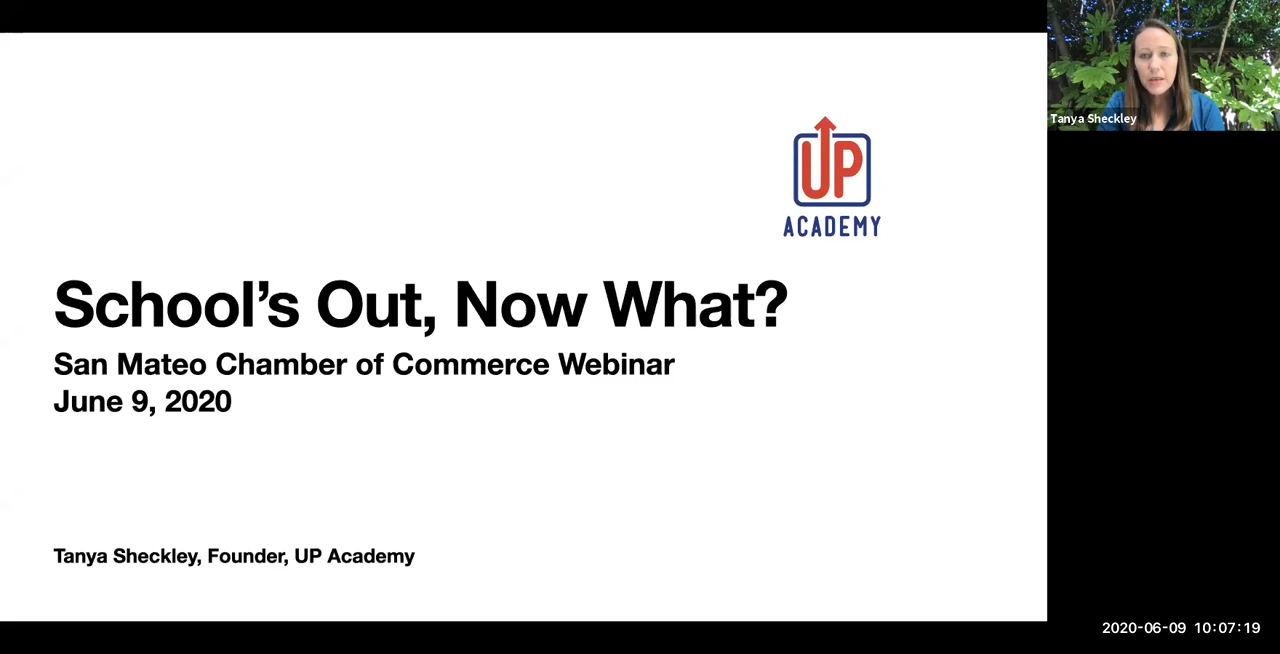 Tanya Sheckley
UP
ACADEMY
School’s Out, Now What?
San Mateo Chamber of Commerce Webinar
June 9, 2020
Tanya Sheckley, Founder, UP Academy
2020-06-09 10:07:19